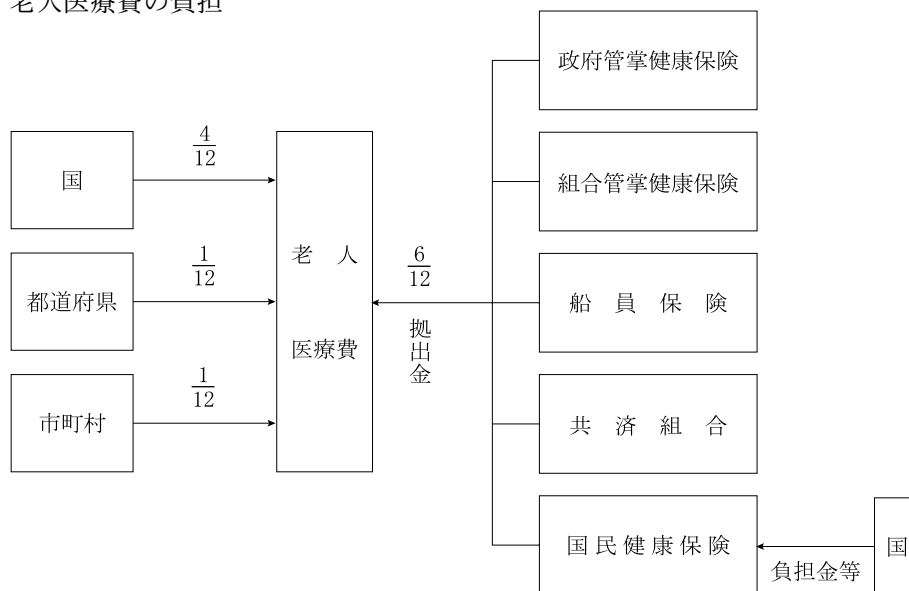 老人医療費の負担
国
4/12
都道府県
1/12
市町村
1/12
老人
医療費
6/12
拠出金
政府管掌健康保険
組合管掌健康保険
船員保険
共済組合
国民健康保険
負担金等
国